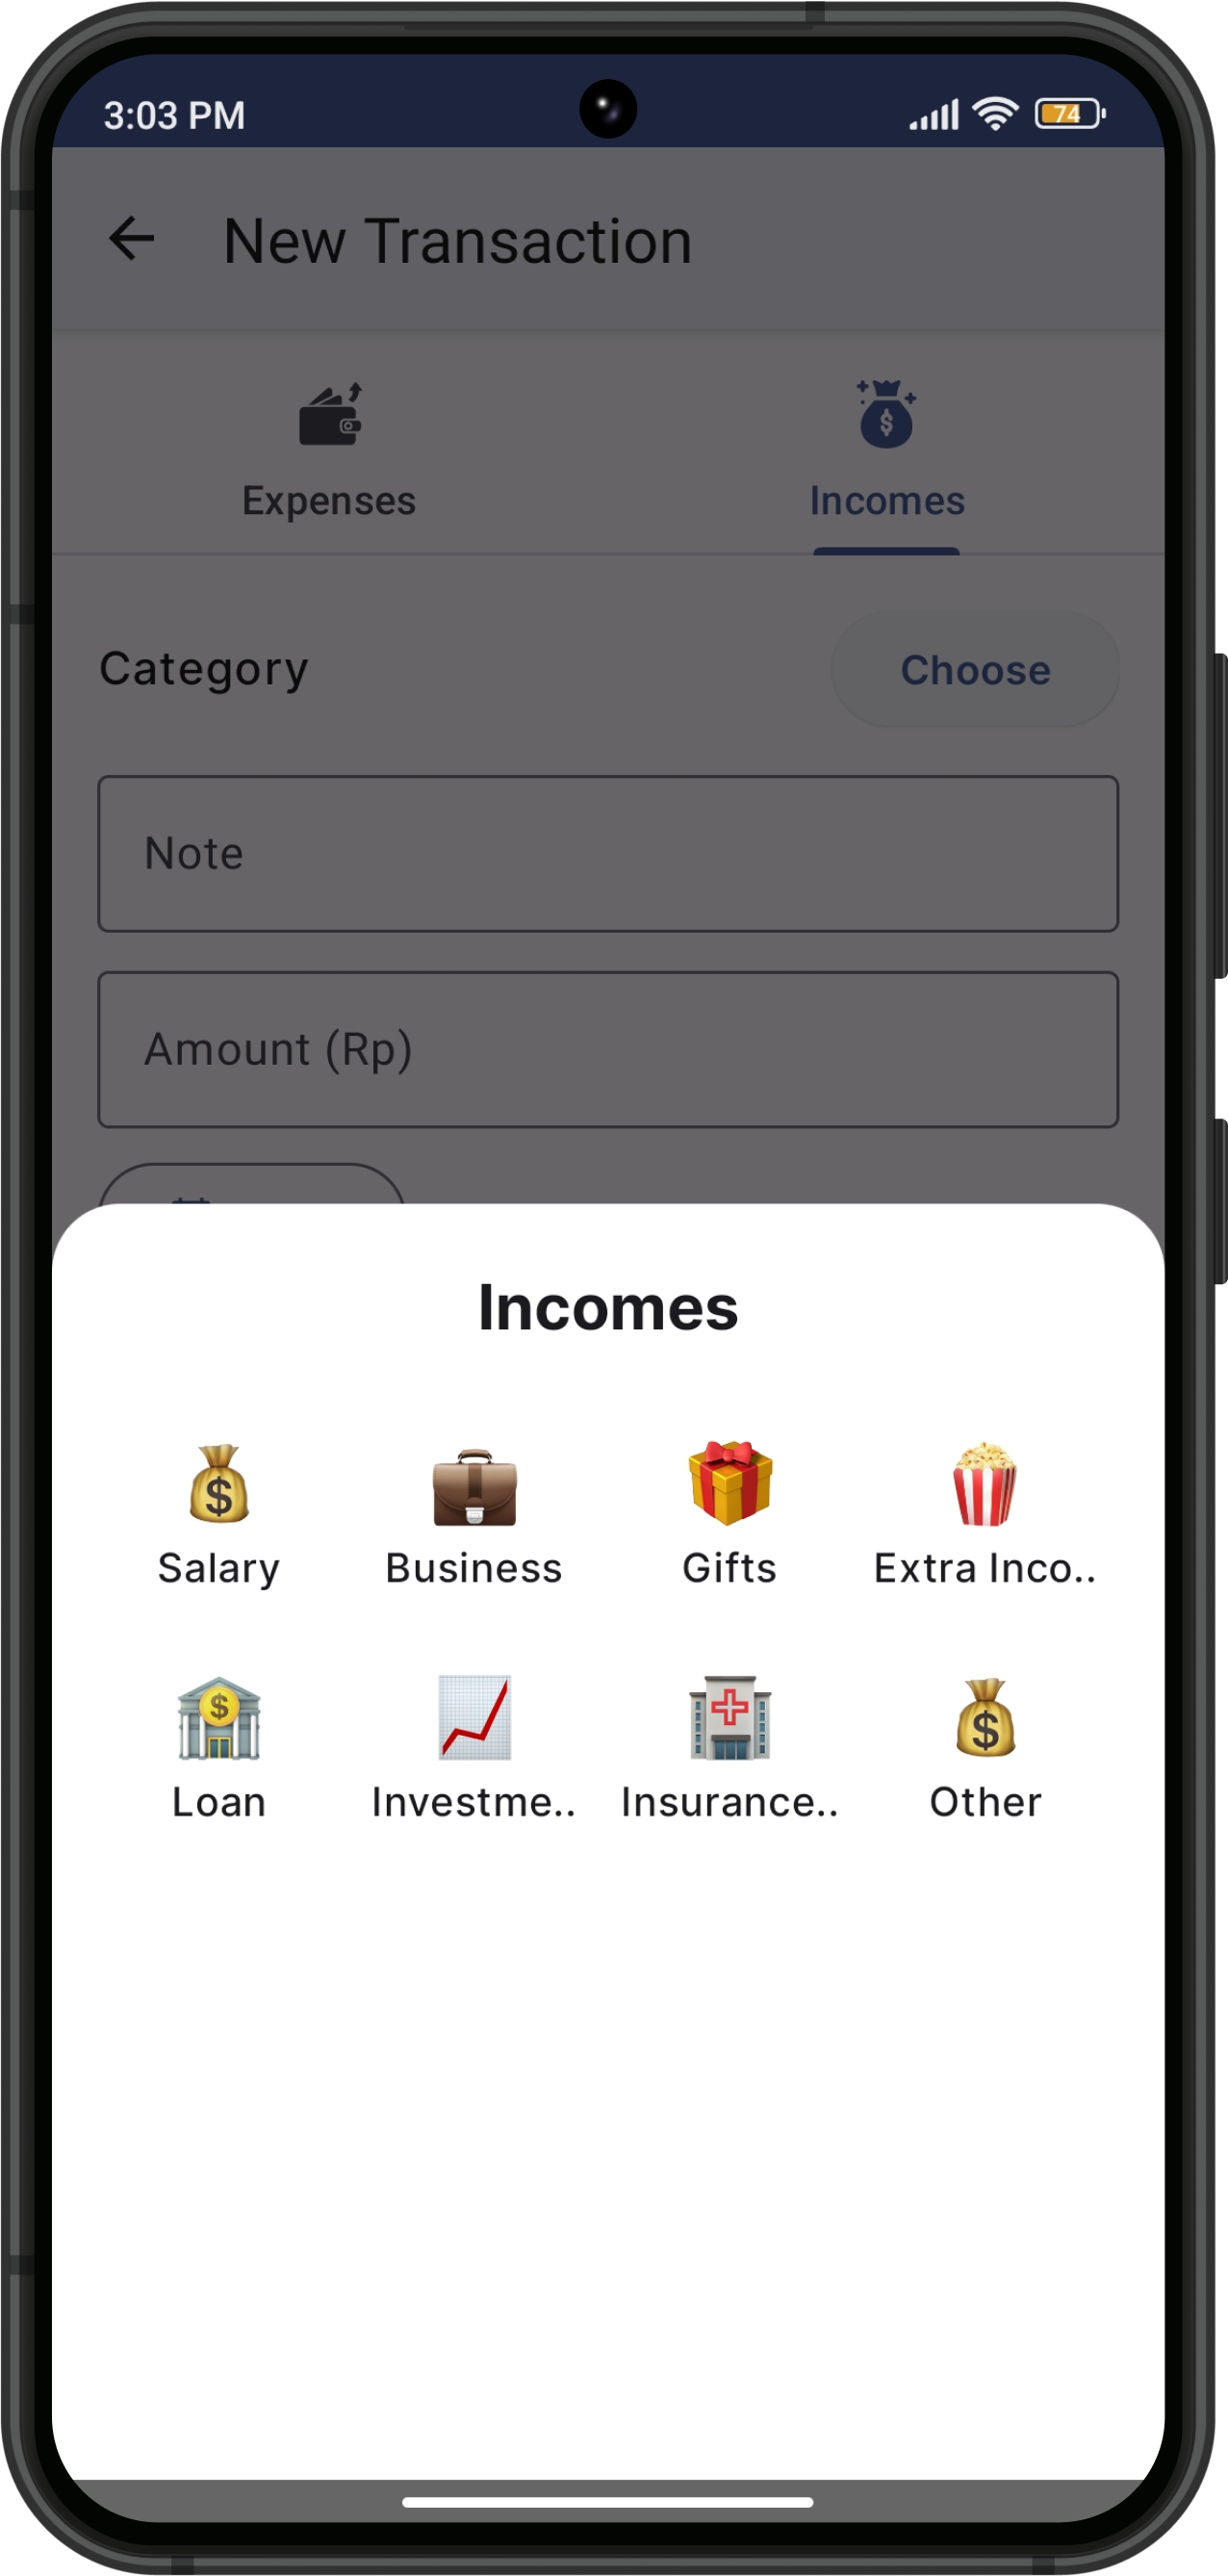 3:03 PM 74
New Transaction
Expenses Incomes
Category Choose
Note
Amount (Rp)
Incomes
Salary Business Gifts Extra Inco..
Loan Investme.. Insurance.. Other